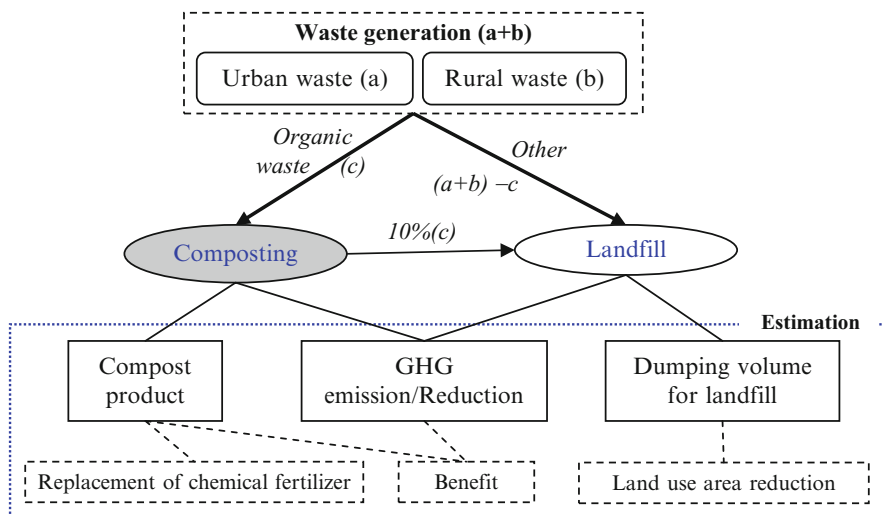 Waste generation (a+b)
Urban waste (a)
Rural waste (b)
Organic
waste (c)
Other
(a+b) –c
Composting
10%(c)
Landfill
Estimation
Compost
product
GHG
emission/Reduction
Dumping volume
for landfill
Replacement of chemical fertilizer
Benefit
Land use area reduction